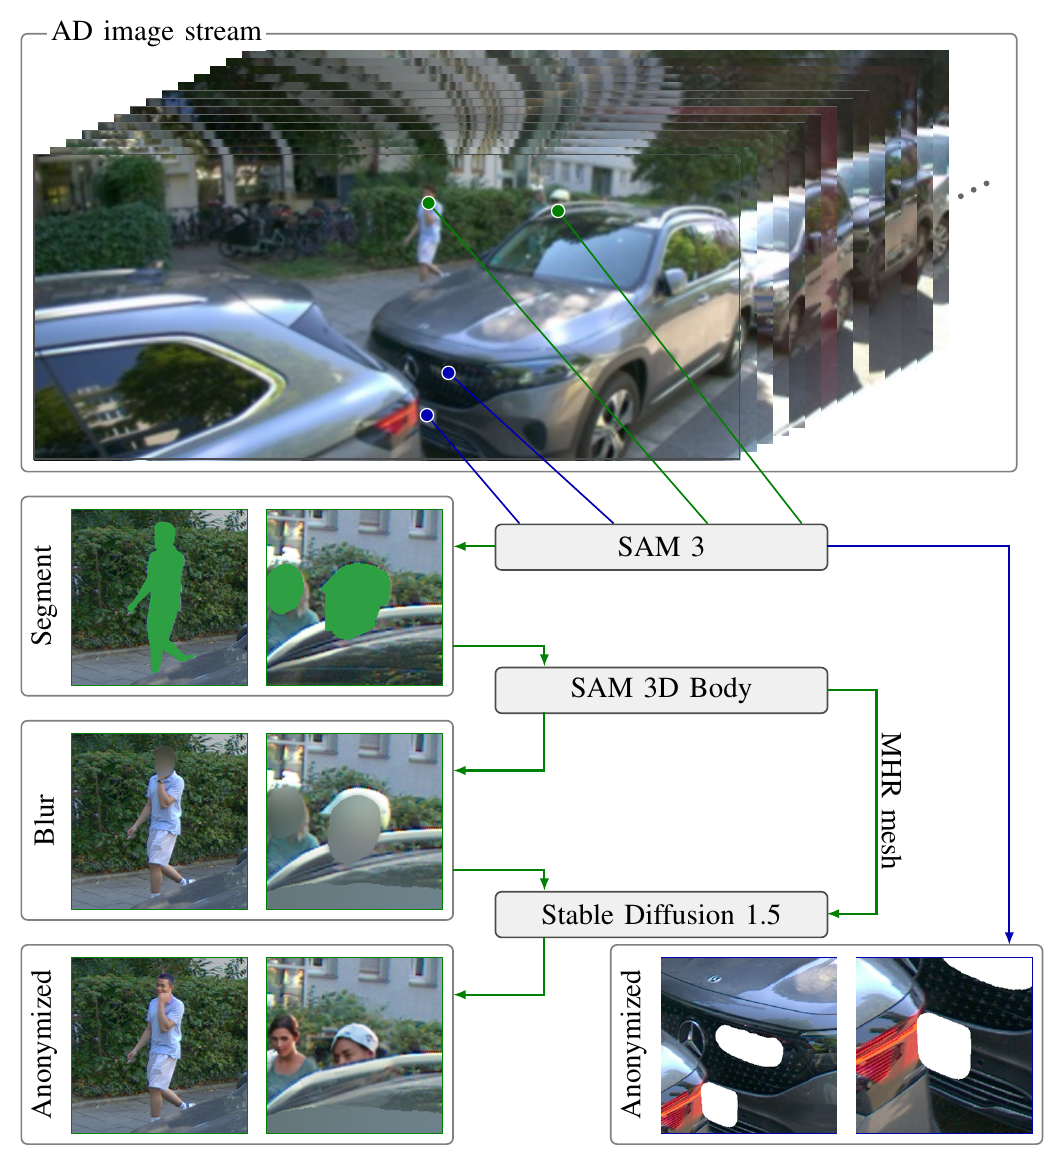 AD image stream
SAM 3
Segment
SAM 3D Body
MHR mesh
Blur
Stable Diffusion 1.5
Anonymized
Anonymized